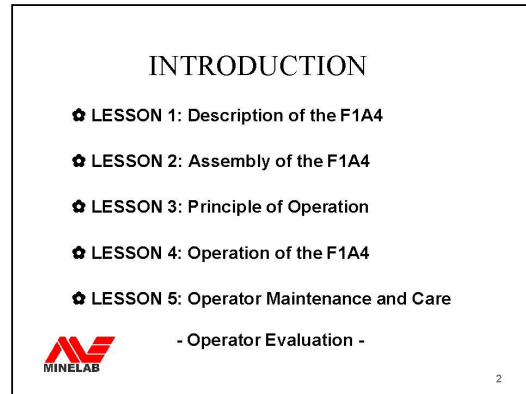 INTRODUCTION
✿ LESSON 1: Description of the F1A4
✿ LESSON 2: Assembly of the F1A4
✿ LESSON 3: Principle of Operation
✿ LESSON 4: Operation of the F1A4
✿ LESSON 5: Operator Maintenance and Care
- Operator Evaluation -
MINELAB
2